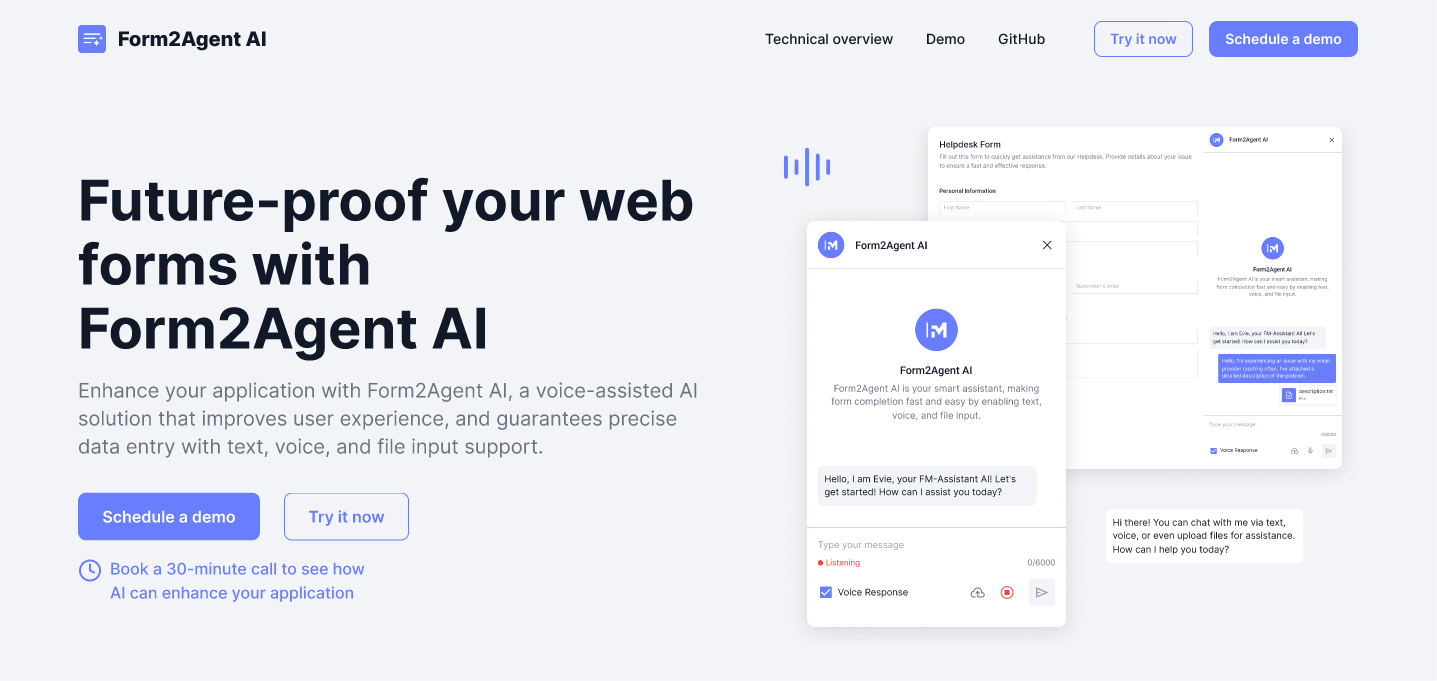 Form2Agent AI
Technical overview
Demo
GitHub
Try it now
Schedule a demo
Future-proof your web
forms with
Form2Agent AI
Enhance your application with Form2Agent AI, a voice-assisted AI
solution that improves user experience, and guarantees precise
data entry with text, voice, and file input support.
Schedule a demo
Try it now
Book a 30-minute call to see how
AI can enhance your application
Helpdesk Form
Fill out this form to quickly get assistance from our Helpdesk. Provide details about your issue
to ensure a fast and effective response.
Personal Information
First Name
Last Name
Supervisor's Email
Form2Agent AI
Form2Agent AI
Form2Agent AI is your smart assistant, making
form completion fast and easy by enabling text,
voice, and file input.
Hello, I am Evie, your FM-Assistant AI! Let's
get started! How can I assist you today?
Hello, I'm experiencing an issue with my email
provider crashing often. I've attached a
detailed description of the problem.
description.txt
File
Type your message
0/6000
Voice Response
Form2Agent AI
Form2Agent AI
Form2Agent AI is your smart assistant, making
form completion fast and easy by enabling text,
voice, and file input.
Hello, I am Evie, your FM-Assistant AI! Let's
get started! How can I assist you today?
Type your message
Listening
0/6000
Voice Response
Hi there! You can chat with me via text,
voice, or even upload files for assistance.
How can I help you today?